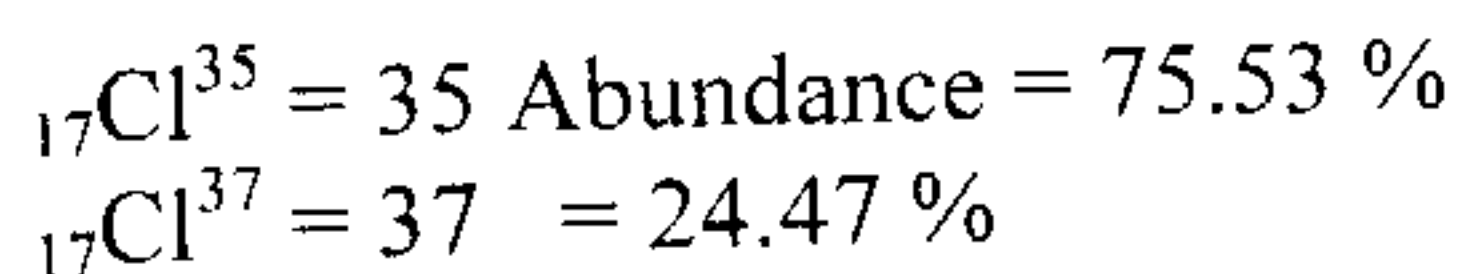 ₁₇Cl³⁵ = 35 Abundance = 75.53 %
₁₇Cl³⁷ = 37 = 24.47 %